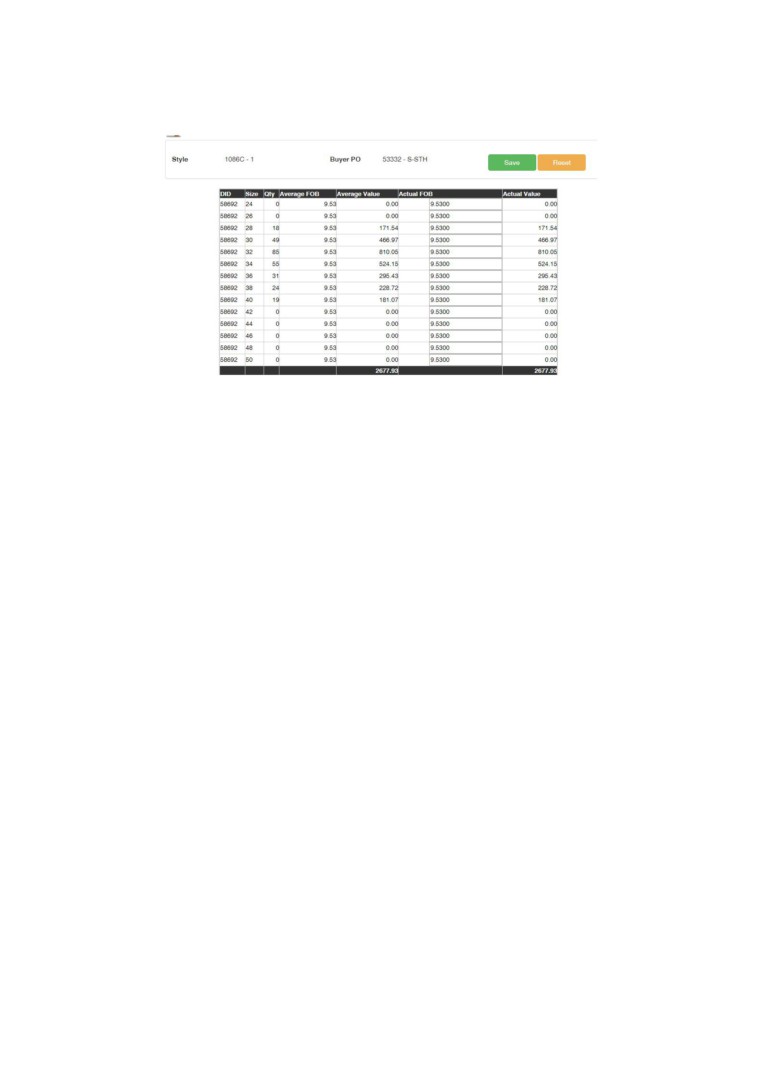 Style 1086C - 1 Buyer PO 53332 - S-STH Save Reset
DID Size Qty Average FOB Average Value Actual FOB Actual Value
58692 24 0 9.53 0.00 9.5300 0.00
58692 26 0 9.53 0.00 9.5300 0.00
58692 28 18 9.53 171.54 9.5300 171.54
58692 30 49 9.53 466.97 9.5300 466.97
58692 32 85 9.53 810.05 9.5300 810.05
58692 34 55 9.53 524.15 9.5300 524.15
58692 36 31 9.53 295.43 9.5300 295.43
58692 38 24 9.53 228.72 9.5300 228.72
58692 40 19 9.53 181.07 9.5300 181.07
58692 42 0 9.53 0.00 9.5300 0.00
58692 44 0 9.53 0.00 9.5300 0.00
58692 46 0 9.53 0.00 9.5300 0.00
58692 48 0 9.53 0.00 9.5300 0.00
58692 50 0 9.53 0.00 9.5300 0.00
2677.93 2677.93